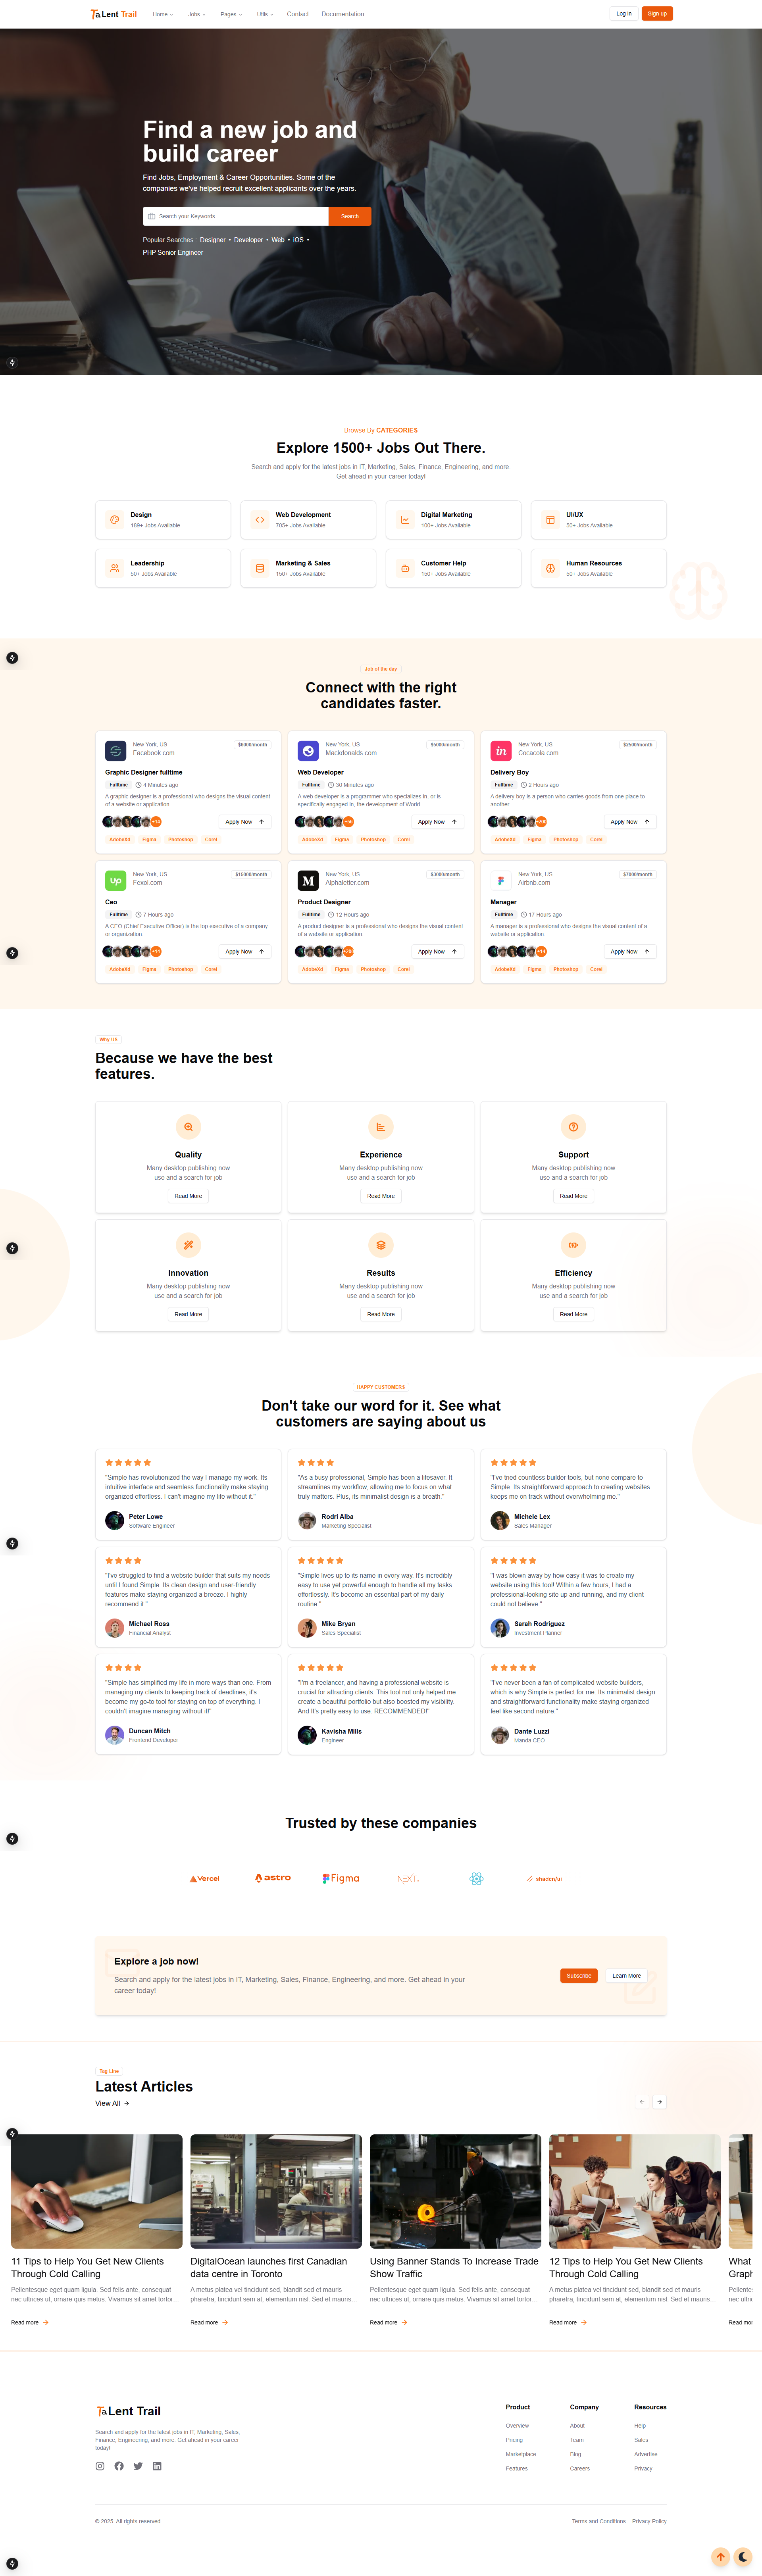 TaLent Trail
Home
Jobs
Pages
Utils
Contact
Documentation
Log in
Sign up
Find a new job and
build career
Find Jobs, Employment & Career Opportunities. Some of the
companies we've helped recruit excellent applicants over the years.
Search your Keywords
Search
Popular Searches : Designer • Developer • Web • iOS •
PHP Senior Engineer
Browse By CATEGORIES
Explore 1500+ Jobs Out There.
Search and apply for the latest jobs in IT, Marketing, Sales, Finance, Engineering, and more
Get ahead in your career today!
Design
189+ Jobs Available
Web Development
700+ Jobs Available
Digital Marketing
100+ Jobs Available
UI/UX
50+ Jobs Available
Leadership
50+ Jobs Available
Marketing & Sales
150+ Jobs Available
Customer Help
150+ Jobs Available
Human Resources
50+ Jobs Available
Job of the day
Connect with the right
candidates faster.
New York, US
Facebook.com
$6000/month
Graphic Designer fulltime
Fulltime
4 Minutes ago
A graphic designer is a professional who designs the visual content
of a website or application.
+14
Apply Now
AdobeXd Figma Photoshop Corel
New York, US
Mackdonalds.com
$5000/month
Web Developer
Fulltime
30 Minutes ago
A web developer is a programmer who specializes in, or is
specifically engaged in, the development of World.
Apply Now
AdobeXd Figma Photoshop Corel
New York, US
Cocacola.com
$2500/month
Delivery Boy
Fulltime
2 Hours ago
A delivery boy is a person who carries goods from one place to
another.
Apply Now
AdobeXd Figma Photoshop Corel
New York, US
Foxol.com
$15000/month
Ceo
Fulltime
7 Hours ago
A CEO (Chief Executive Officer) is the top executive of a company
or organization.
+14
Apply Now
AdobeXd Figma Photoshop Corel
New York, US
Alphaletter.com
$3000/month
Product Designer
Fulltime
12 Hours ago
A product designer is a professional who designs the visual content
of a website or application.
Apply Now
AdobeXd Figma Photoshop Corel
New York, US
Airbnb.com
$7000/month
Manager
Fulltime
17 Hours ago
A manager is a professional who designs the visual content of a
website or application.
+14
Apply Now
AdobeXd Figma Photoshop Corel
Why US
Because we have the best
features.
Quality
Many desktop publishing now
use and a search for job
Read More
Experience
Many desktop publishing now
use and a search for job
Read More
Support
Many desktop publishing now
use and a search for job
Read More
Innovation
Many desktop publishing now
use and a search for job
Read More
Results
Many desktop publishing now
use and a search for job
Read More
Efficiency
Many desktop publishing now
use and a search for job
Read More
HAPPY CUSTOMERS
Don't take our word for it. See what
customers are saying about us
"Simple has revolutionized the way I manage my work. Its
intuitive interface and seamless functionality make staying
organized effortless. I can't imagine my life without it."
Peter Lowe
Software Engineer
"As a busy professional, Simple has been a lifesaver. It
streamlines my workflow, allowing me to focus on what
truly matters. Plus, its minimalist design is a breath."
Rodri Alba
Marketing Specialist
"I've tried countless builder tools, but none compare to
Simple. Its straightforward approach to creating websites
keeps me on track without overwhelming me."
Michele Lex
Sales Manager
"I've struggled to find a website builder that suits my needs
until I found Simple. Its clean design and user-friendly
features make staying organized a breeze. I highly
recommend it."
Michael Ross
Financial Analyst
"Simple lives up to its name in every way. It's incredibly
easy to use yet powerful enough to handle all my tasks
effortlessly. It's become an essential part of my daily
routine."
Mike Bryan
Sales Specialist
"I was blown away by how easy it was to create my
website using this tool! Within a few hours, I had a
professional-looking site up and running, and my client
could not believe."
Sarah Rodriguez
Investment Planner
"Simple has simplified my life in more ways than one. From
managing my clients to keeping track of deadlines, it's
become my go-to tool for staying on top of everything. I
couldn't imagine managing without it!"
Duncan Mitch
Frontend Developer
"I'm a freelancer, and having a professional website is
crucial for attracting clients. This tool not only helped me
create a beautiful portfolio but also boosted my visibility.
And It's pretty easy to use. RECOMMENDED!"
Kavisha Mills
Engineer
"I've never been a fan of complicated website builders,
which is why Simple is perfect for me. Its minimalist design
and straightforward functionality make staying organized
feel like second nature."
Dante Luzzi
Manda CEO
Trusted by these companies
Vercel
astro
Figma
NEXT
shadcn/ui
Explore a job now!
Search and apply for the latest jobs in IT, Marketing, Sales, Finance, Engineering, and more. Get ahead in your
career today!
Subscribe
Learn More
Tag Line
Latest Articles
View All
11 Tips to Help You Get New Clients
Through Cold Calling
Pellentesque eget quam ligula. Sed felis ante, consequat
nec ultrices ut, ornare quis metus. Vivamus sit amet tortor...
Read more
DigitalOcean launches first Canadian
data centre in Toronto
A metus platea vel tincidunt sed, blandit sed et mauris
pharetra, tincidunt sem at, elementum nisl. Sed et mauris...
Read more
Using Banner Stands To Increase Trade
Show Traffic
Pellentesque eget quam ligula. Sed felis ante, consequat
nec ultrices ut, ornare quis metus. Vivamus sit amet tortor...
Read more
12 Tips to Help You Get New Clients
Through Cold Calling
A metus platea vel tincidunt sed, blandit sed et mauris
pharetra, tincidunt sem at, elementum nisl. Sed et mauris...
Read more
What
TaLent Trail
Search and apply for the latest jobs in IT, Marketing, Sales,
Finance, Engineering, and more. Get ahead in your career
today!
Product
Overview
Pricing
Marketplace
Features
Company
About
Team
Blog
Careers
Resources
Help
Sales
Advertise
Privacy
© 2025. All rights reserved.
Terms and Conditions
Privacy Policy